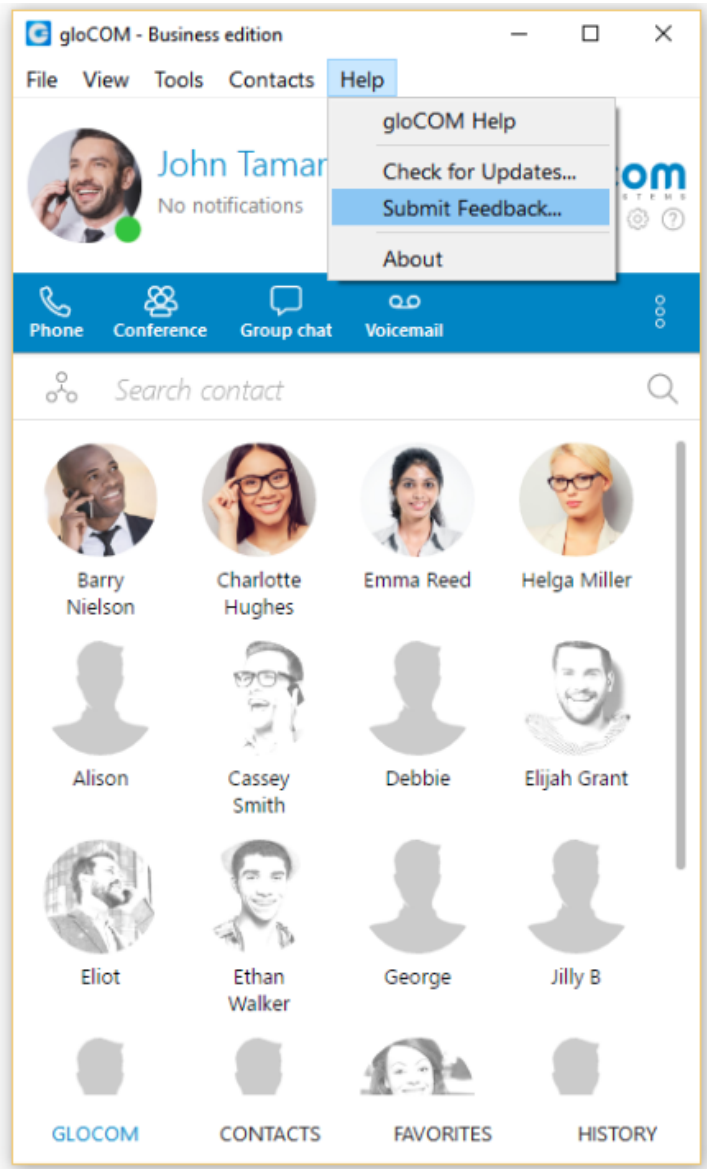 gloCOM - Business edition
File View Tools Contacts Help
gloCOM Help
Check for Updates...
Submit Feedback...
About
John Tamar
No notifications
om
STEMS
Phone Conference Group chat Voicemail
Search contact
Barry
Nielson
Charlotte
Hughes
Emma Reed
Helga Miller
Alison
Cassey
Smith
Debbie
Elijah Grant
Eliot
Ethan
Walker
George
Jilly B
GLOCOM CONTACTS FAVORITES HISTORY